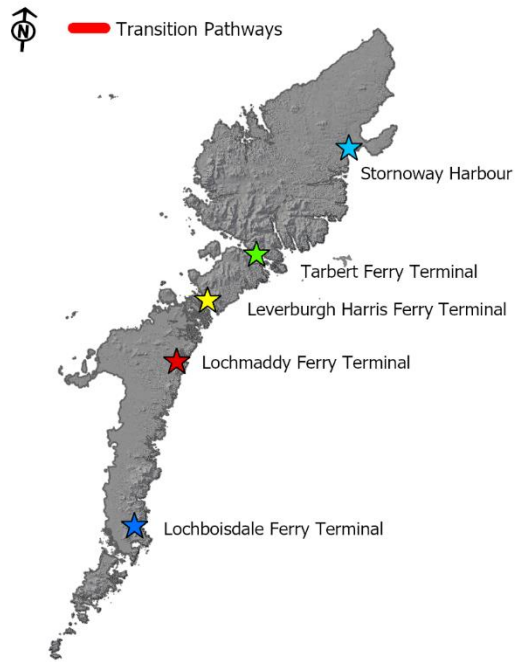 N
Transition Pathways
Stornoway Harbour
Tarbert Ferry Terminal
Leverburgh Harris Ferry Terminal
Lochmaddy Ferry Terminal
Lochboisdale Ferry Terminal